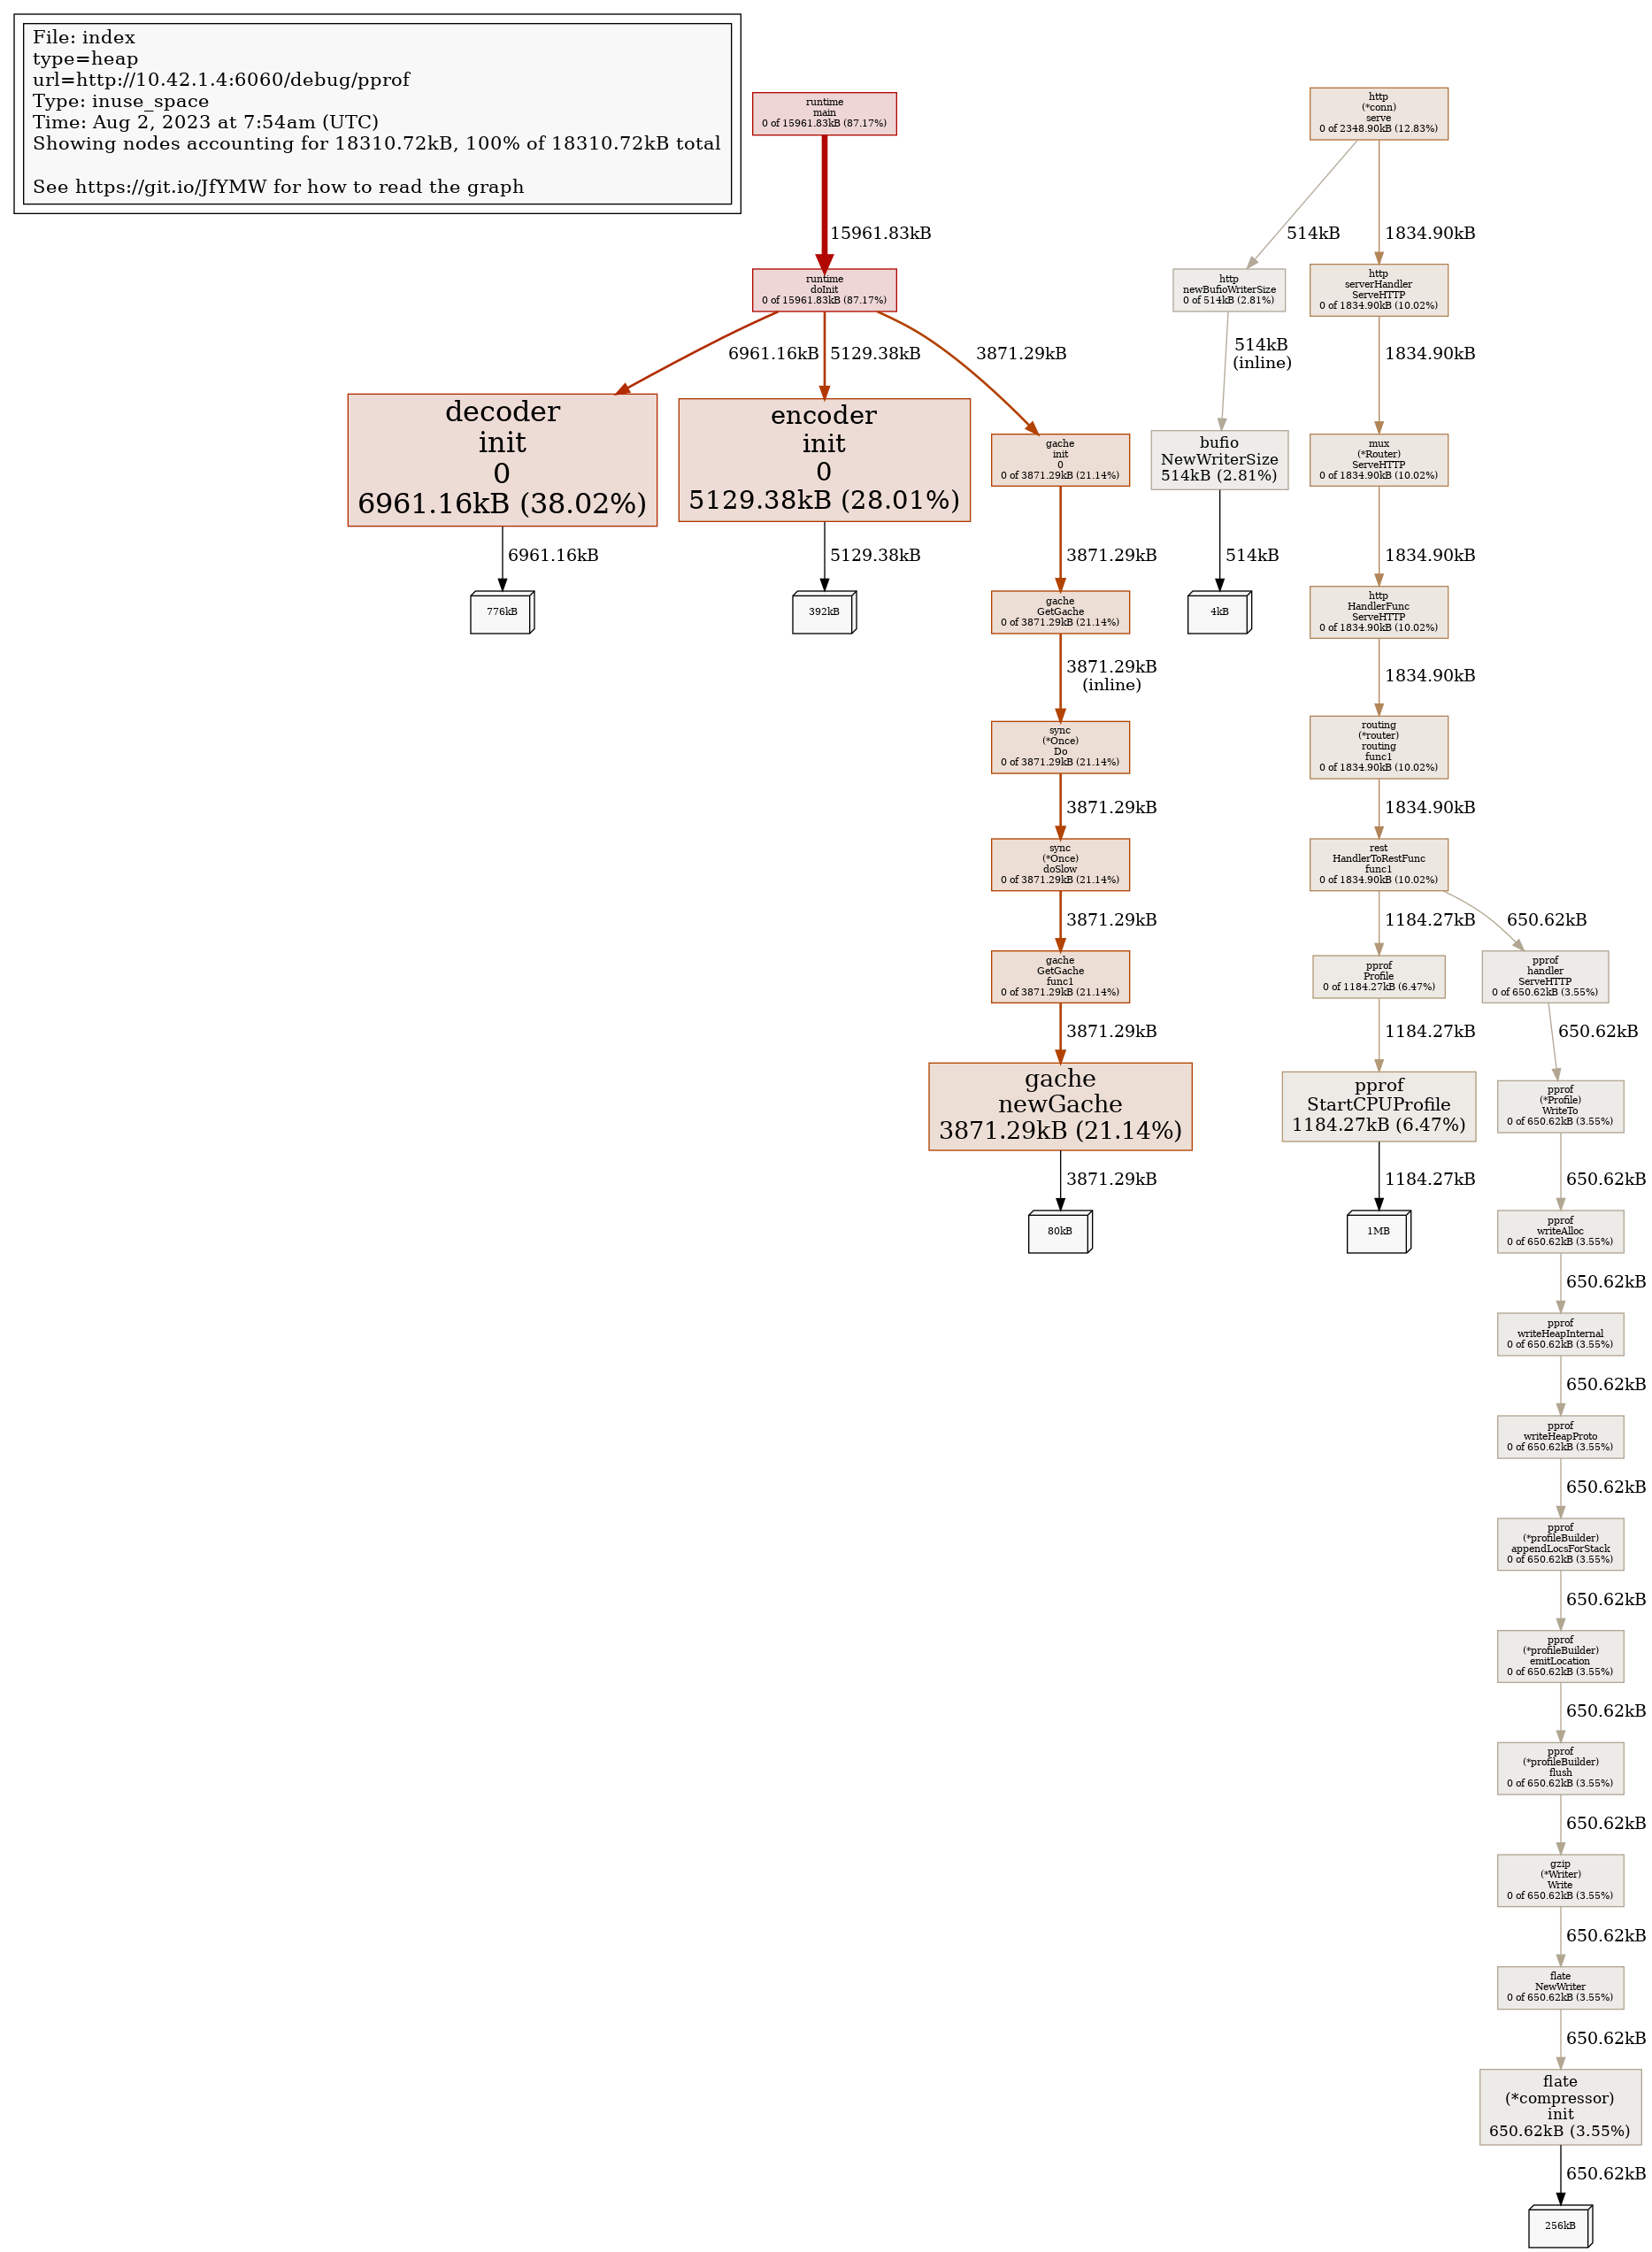 File: index
type=heap
url=http://10.42.1.4:6060/debug/pprof
Type: inuse_space
Time: Aug 2, 2023 at 7:54am (UTC)
Showing nodes accounting for 18310.72kB, 100% of 18310.72kB total
See https://git.io/JfYMW for how to read the graph
runtime
main
0 of 15961.83kB (87.17%)
15961.83kB
runtime
doInit
0 of 15961.83kB (87.17%)
6961.16kB
5129.38kB
3871.29kB
decoder
init
0
6961.16kB (38.02%)
6961.16kB
776kB
encoder
init
0
5129.38kB (28.01%)
5129.38kB
392kB
gache
init
0
0 of 3871.29kB (21.14%)
3871.29kB
gache
GetGache
0 of 3871.29kB (21.14%)
3871.29kB
(inline)
sync
(*Once)
Do
0 of 3871.29kB (21.14%)
3871.29kB
sync
(*Once)
doSlow
0 of 3871.29kB (21.14%)
3871.29kB
gache
GetGache
func1
0 of 3871.29kB (21.14%)
3871.29kB
gache
newGache
3871.29kB (21.14%)
3871.29kB
80kB
http
(*conn)
serve
0 of 2348.90kB (12.83%)
514kB
1834.90kB
http
newBufioWriterSize
0 of 514kB (2.81%)
514kB
(inline)
bufio
NewWriterSize
514kB (2.81%)
514kB
4kB
http
serverHandler
ServeHTTP
0 of 1834.90kB (10.02%)
1834.90kB
mux
(*Router)
ServeHTTP
0 of 1834.90kB (10.02%)
1834.90kB
http
HandlerFunc
ServeHTTP
0 of 1834.90kB (10.02%)
1834.90kB
routing
(*router)
routing
func1
0 of 1834.90kB (10.02%)
1834.90kB
rest
HandlerToRestFunc
func1
0 of 1834.90kB (10.02%)
1184.27kB
650.62kB
pprof
Profile
0 of 1184.27kB (6.47%)
1184.27kB
pprof
StartCPUProfile
1184.27kB (6.47%)
1184.27kB
1MB
pprof
handler
ServeHTTP
0 of 650.62kB (3.55%)
650.62kB
pprof
(*Profile)
WriteTo
0 of 650.62kB (3.55%)
650.62kB
pprof
writeAlloc
0 of 650.62kB (3.55%)
650.62kB
pprof
writeHeapInternal
0 of 650.62kB (3.55%)
650.62kB
pprof
writeHeapProto
0 of 650.62kB (3.55%)
650.62kB
pprof
(*profileBuilder)
appendLocsForStack
0 of 650.62kB (3.55%)
650.62kB
pprof
(*profileBuilder)
emitLocation
0 of 650.62kB (3.55%)
650.62kB
pprof
(*profileBuilder)
flush
0 of 650.62kB (3.55%)
650.62kB
gzip
(*Writer)
Write
0 of 650.62kB (3.55%)
650.62kB
flate
NewWriter
0 of 650.62kB (3.55%)
650.62kB
flate
(*compressor)
init
650.62kB (3.55%)
650.62kB
256kB